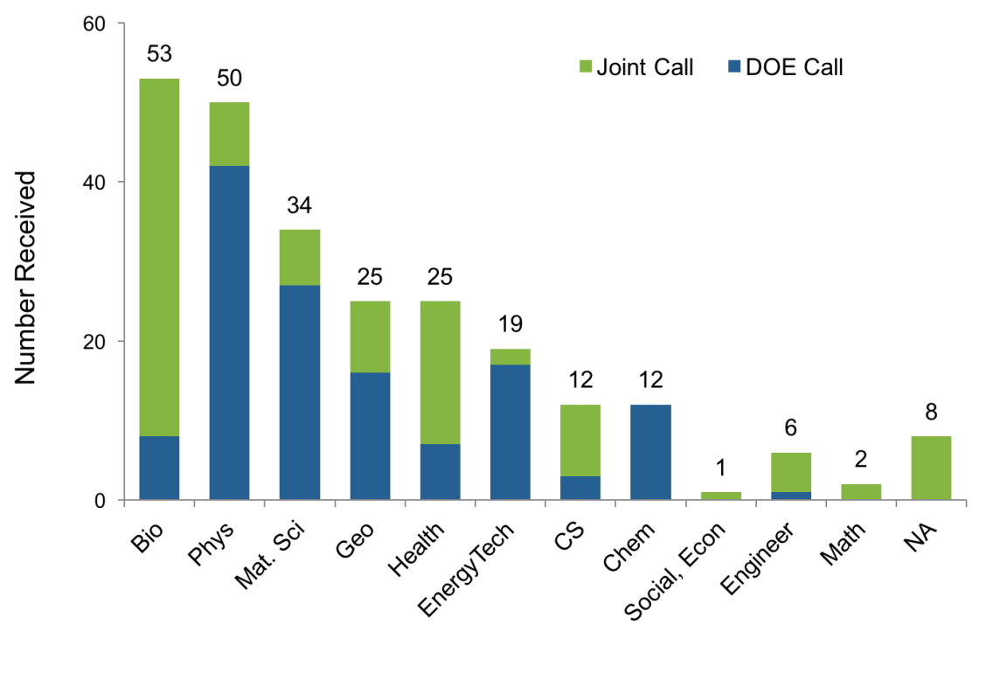 60
53
50
Joint Call
DOE Call
40
34
25
25
20
19
12
12
1
6
2
8
0
Number Received
Bio
Phys
Mat. Sci
Geo
Health
EnergyTech
CS
Chem
Social, Econ
Engineer
Math
NA